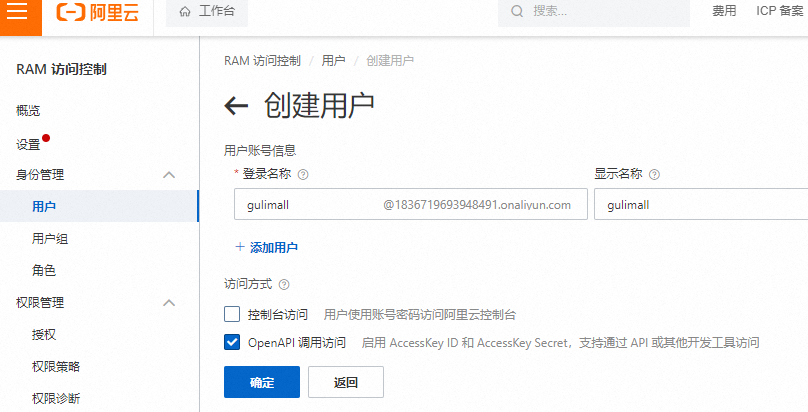 阿里云
工作台
搜索...
费用
ICP 备案
RAM 访问控制
概览
设置
身份管理
用户
用户组
角色
权限管理
授权
权限策略
权限诊断
RAM 访问控制 / 用户 / 创建用户
← 创建用户
用户账号信息
* 登录名称
显示名称
gulimall @1836719693948491.onaliyun.com
gulimall
+ 添加用户
访问方式
控制台访问 用户使用账号密码访问阿里云控制台
OpenAPI 调用访问 启用 AccessKey ID 和 AccessKey Secret，支持通过 API 或其他开发工具访问
确定
返回